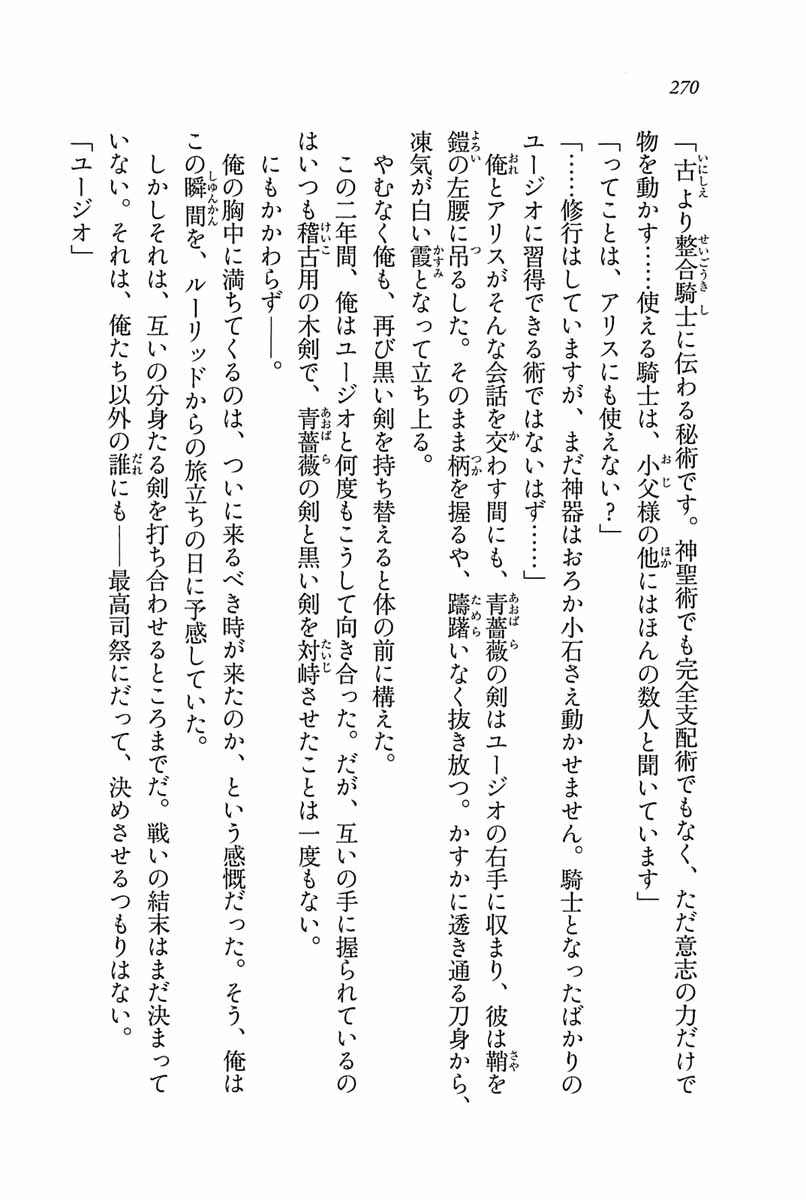 270
「古より整合騎士に伝わる秘術です。神聖術でも完全支配術でもなく、ただ意志の力だけで
物を動かす……使える騎士は、小父様の他にはほんの数人と聞いています」
「ってことは、アリスにも使えない？」
「……修行はしていますが、まだ神器はおろか小石さえ動かせません。騎士となったばかりの
ユージオに習得できる術ではないはず……」
俺とアリスがそんな会話を交わす間にも、青薔薇の剣はユージオの右手に収まり、彼は鞘を
鎧の左腰に吊るした。そのまま柄を握るや、躊躇いなく抜き放つ。かすかに透き通る刀身から、
凍気が白い霞となって立ち上る。
やむなく俺も、再び黒い剣を持ち替えると体の前に構えた。
この二年間、俺はユージオと何度もこうして向き合った。だが、互いの手に握られているの
はいつも稽古用の木剣で、青薔薇の剣と黒い剣を対峙させたことは一度もない。
にもかかわらず――。
俺の胸中に満ちてくるのは、ついに来るべき時が来たのか、という感慨だった。そう、俺は
この瞬間を、ルーリッドからの旅立ちの日に予感していた。
しかしそれは、互いの分身たる剣を打ち合わせるところまでだ。戦いの結末はまだ決まって
いない。それは、俺たち以外の誰にも――最高司祭にだって、決めさせるつもりはない。
「ユージオ」